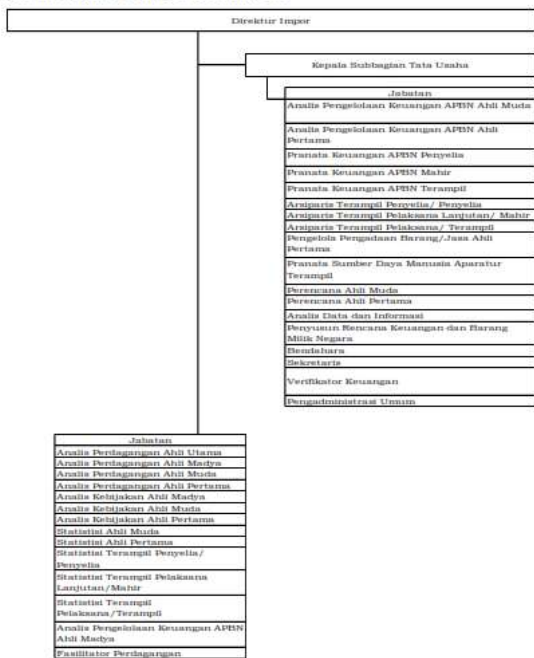 Direktur Impor
Kepala Subbagian Tata Usaha
Jabatan
Analis Pengelolaan Keuangan APBN Ahli Muda
Analis Pengelolaan Keuangan APBN Ahli
Pertama
Pranata Keuangan APBN Penyelia
Pranata Keuangan APBN Mahir
Pranata Keuangan APBN Terampil
Arsiparis Terampil Penyelia/ Penyelia
Arsiparis Terampil Pelaksana Lanjutan/ Mahir
Arsiparis Terampil Pelaksana/ Terampil
Pengelola Pengadaan Barang/Jasa Ahli
Pertama
Pranata Sumber Daya Manusia Aparatur
Terampil
Perencana Ahli Muda
Perencana Ahli Pertama
Analis Data dan Informasi
Penyusun Rencana Keuangan dan Barang
Milik Negara
Bendahara
Sekretaris
Verifikator Keuangan
Pengadministrasi Umum
Jabatan
Analis Perdagangan Ahli Utama
Analis Perdagangan Ahli Madya
Analis Perdagangan Ahli Muda
Analis Perdagangan Ahli Pertama
Analis Kebijakan Ahli Madya
Analis Kebijakan Ahli Muda
Analis Kebijakan Ahli Pertama
Statistisi Ahli Muda
Statistisi Ahli Pertama
Statistisi Terampil Penyelia/
Penyelia
Statistisi Terampil Pelaksana
Lanjutan/Mahir
Statistisi Terampil
Pelaksana/Terampil
Analis Pengelolaan Keuangan APBN
Ahli Madya
Fasilitator Perdagangan